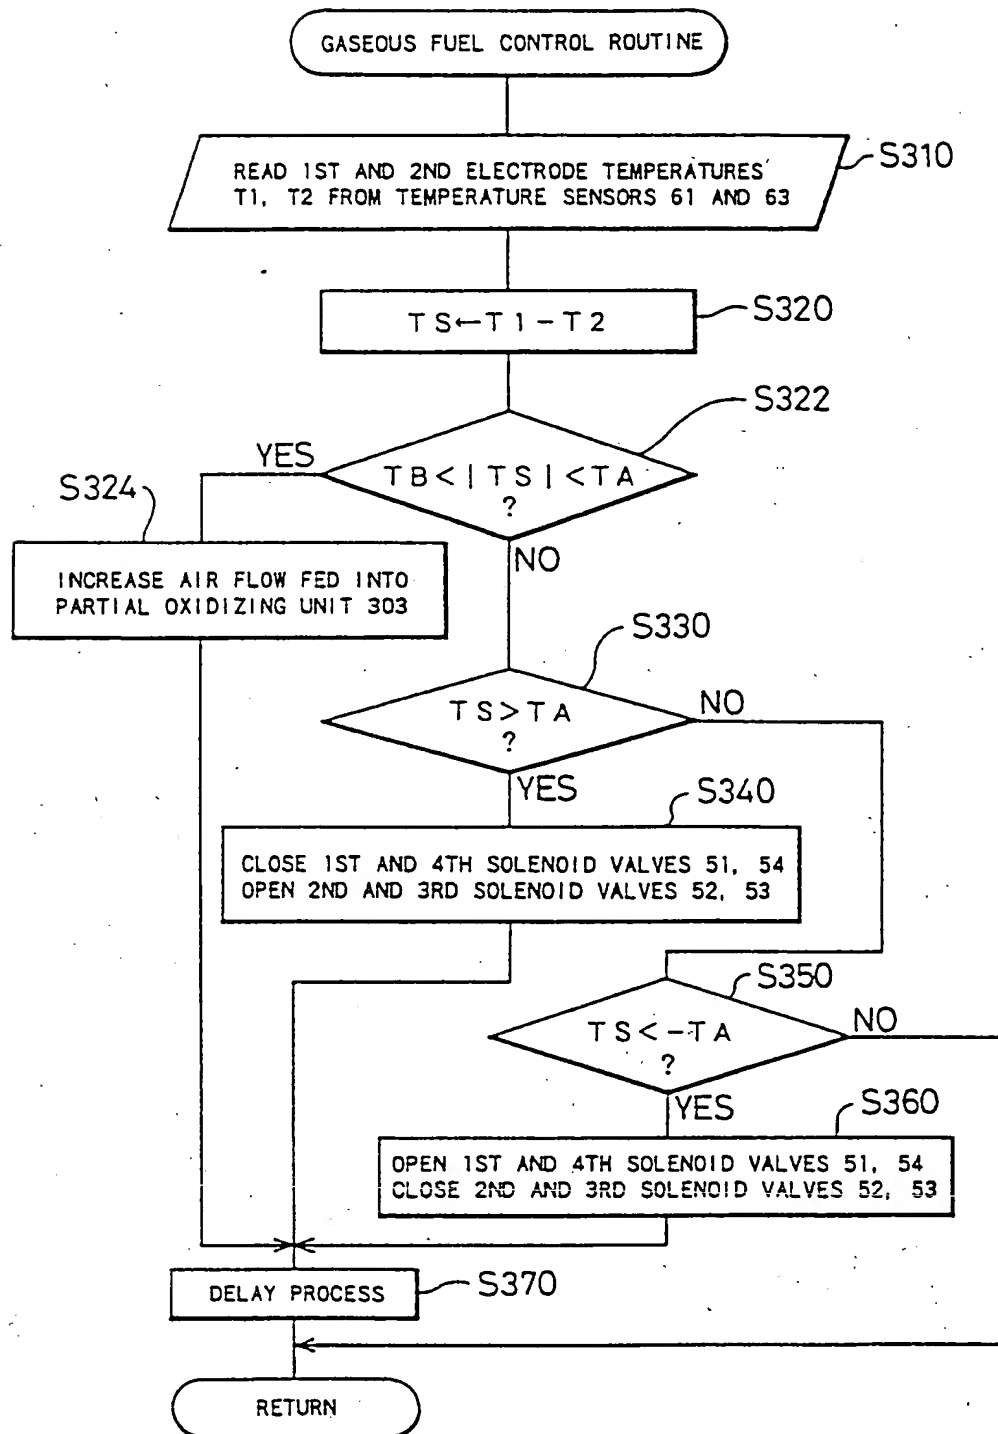 GASEOUS FUEL CONTROL ROUTINE
READ 1ST AND 2ND ELECTRODE TEMPERATURES
T1, T2 FROM TEMPERATURE SENSORS 61 AND 63
S310
TS←T1-T2
S320
S322
YES
TB<|TS|<TA
?
NO
S324
INCREASE AIR FLOW FED INTO
PARTIAL OXIDIZING UNIT 303
S330
TS>TA
?
NO
YES
S340
CLOSE 1ST AND 4TH SOLENOID VALVES 51, 54
OPEN 2ND AND 3RD SOLENOID VALVES 52, 53
S350
TS<-TA
?
NO
YES
S360
OPEN 1ST AND 4TH SOLENOID VALVES 51, 54
CLOSE 2ND AND 3RD SOLENOID VALVES 52, 53
DELAY PROCESS
S370
RETURN